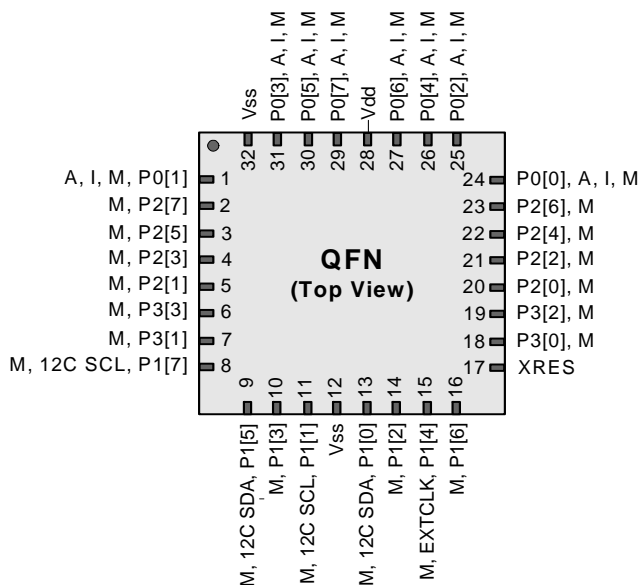 Vss
P0[3], A, I, M
P0[5], A, I, M
P0[7], A, I, M
Vdd
P0[6], A, I, M
P0[4], A, I, M
P0[2], A, I, M
32
31
30
29
28
27
26
25
A, I, M, P0[1] 1
M, P2[7] 2
M, P2[5] 3
M, P2[3] 4
M, P2[1] 5
M, P3[3] 6
M, P3[1] 7
M, 12C SCL, P1[7] 8
QFN
(Top View)
24 P0[0], A, I, M
23 P2[6], M
22 P2[4], M
21 P2[2], M
20 P2[0], M
19 P3[2], M
18 P3[0], M
17 XRES
9
10
11
12
13
14
15
16
M, 12C SDA, P1[5]
M, P1[3]
M, 12C SCL, P1[1]
Vss
M, 12C SDA, P1[0]
M, P1[2]
M, EXTCLK, P1[4]
M, P1[6]